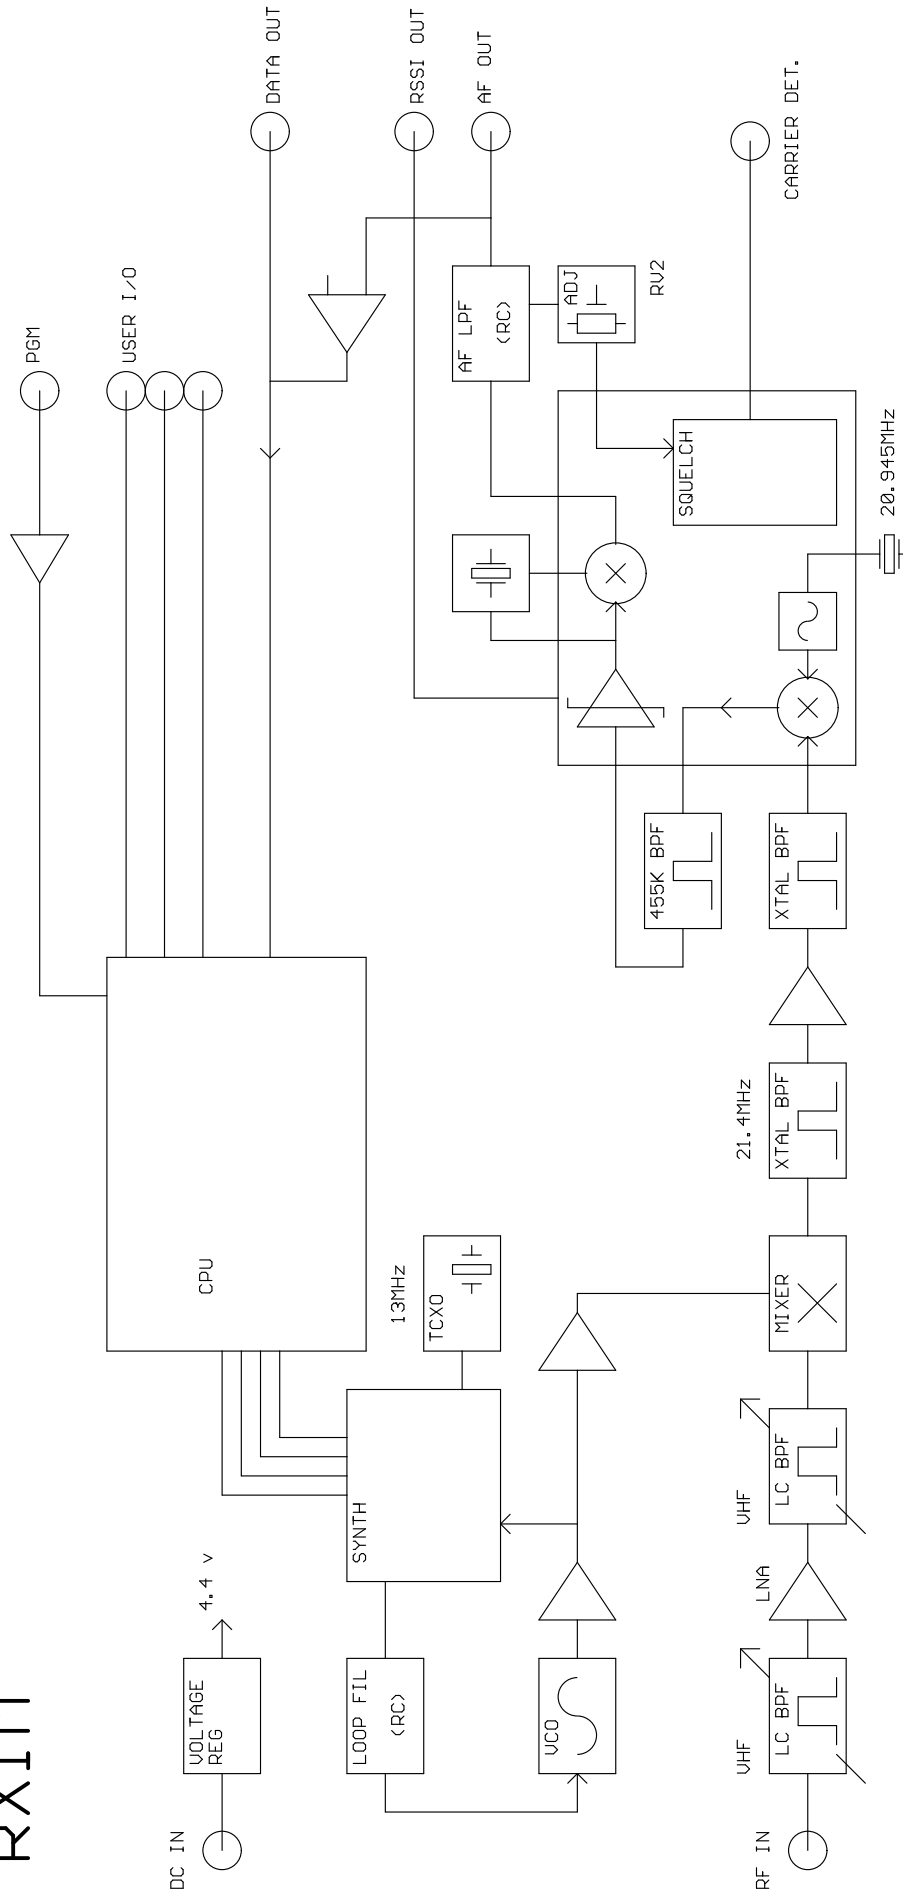 PGM
USER I/O
DATA OUT
DC IN
VOLTAGE
REG
4.4 v
CPU
RSSI OUT
AF OUT
LOOP FIL
(RC)
SYNTH
13MHz
TCXO
AF LPF
(RC)
ADJ
RV2
VCO
455K BPF
SQUELCH
CARRIER DET.
RF IN
VHF
LC BPF
LNA
VHF
LC BPF
MIXER
21.4MHz
XTAL BPF
XTAL BPF
20.945MHz